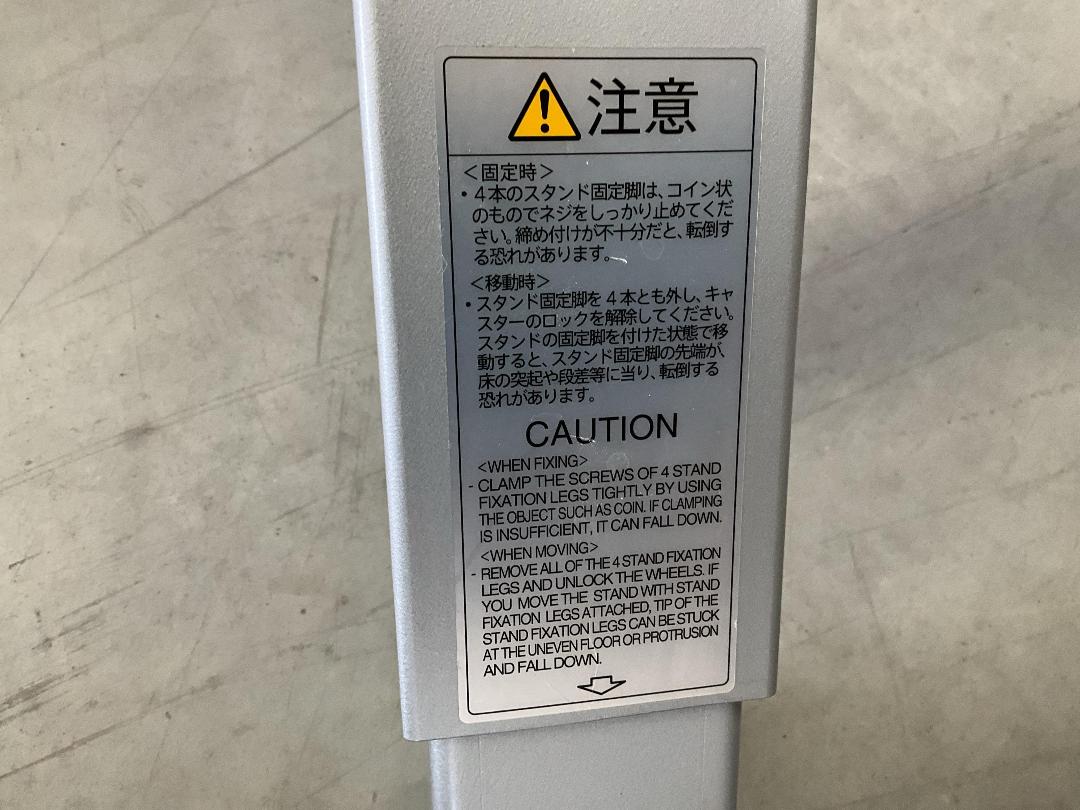 注意
＜固定時＞
・4本のスタンド固定脚は、コイン状
のものでネジをしっかり止めてくだ
さい。締め付けが不十分だと、転倒す
る恐れがあります。
＜移動時＞
・スタンド固定脚を 4本とも外し、キャ
スターのロックを解除してください。
スタンドの固定脚を付けた状態で移
動すると、スタンド固定脚の先端が、
床の突起や段差等に当り、転倒する
恐れがあります。
CAUTION
<WHEN FIXING>
- CLAMP THE SCREWS OF 4 STAND
FIXATION LEGS TIGHTLY BY USING
THE OBJECT SUCH AS COIN. IF CLAMPING
IS INSUFFICIENT, IT CAN FALL DOWN.
<WHEN MOVING>
- REMOVE ALL OF THE 4 STAND FIXATION
LEGS AND UNLOCK THE WHEELS. IF
YOU MOVE THE STAND WITH STAND
FIXATION LEGS ATTACHED, TIP OF THE
STAND FIXATION LEGS CAN BE STUCK
AT THE UNEVEN FLOOR OR PROTRUSION
AND FALL DOWN.